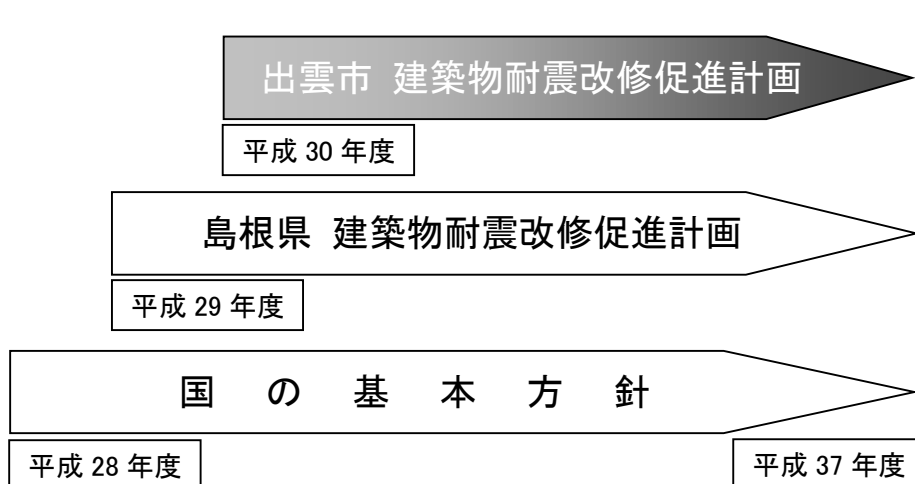 出雲市 建築物耐震改修促進計画
平成 30 年度
島根県 建築物耐震改修促進計画
平成 29 年度
国の基本方針
平成 28 年度
平成 37 年度